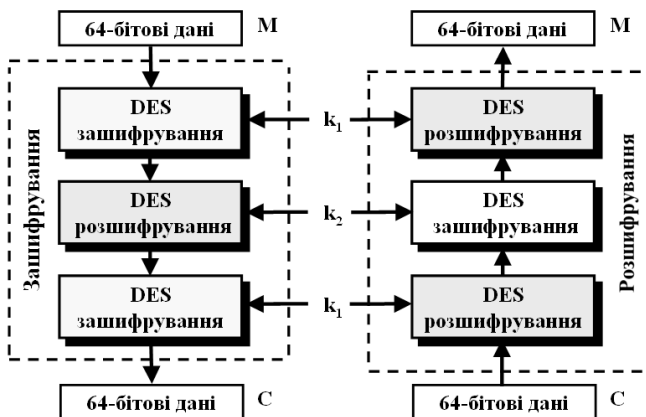 64-бітові дані M
64-бітові дані M
DES
зашифрування
k1
DES
розшифрування
DES
розшифрування
k2
DES
зашифрування
DES
зашифрування
k1
DES
розшифрування
Зашифрування
Розшифрування
64-бітові дані C
64-бітові дані C